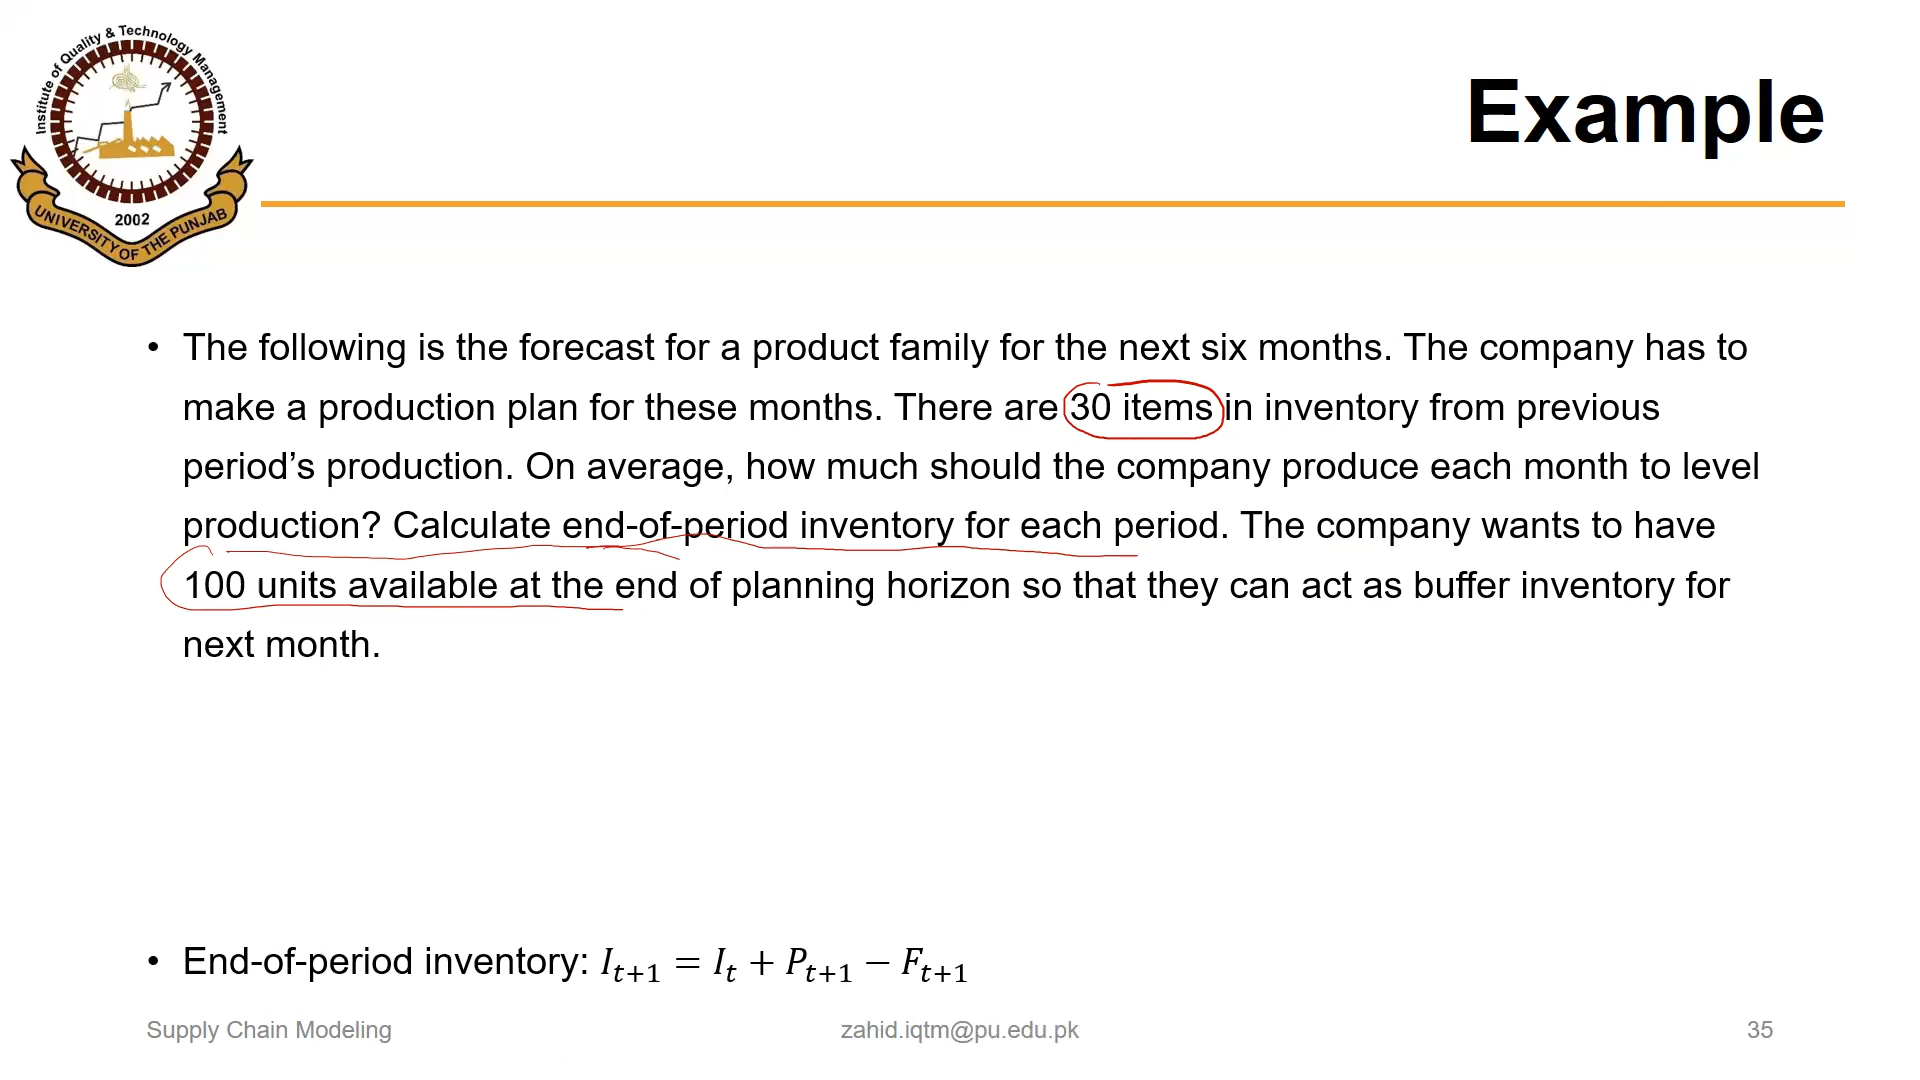 Institute of Quality & Technology Management
2002
UNIVERSITY OF THE PUNJAB
Example
• The following is the forecast for a product family for the next six months. The company has to
make a production plan for these months. There are 30 items in inventory from previous
period’s production. On average, how much should the company produce each month to level
production? Calculate end-of-period inventory for each period. The company wants to have
100 units available at the end of planning horizon so that they can act as buffer inventory for
next month.
• End-of-period inventory: I_{t+1} = I_t + P_{t+1} − F_{t+1}
Supply Chain Modeling
zahid.iqtm@pu.edu.pk
35